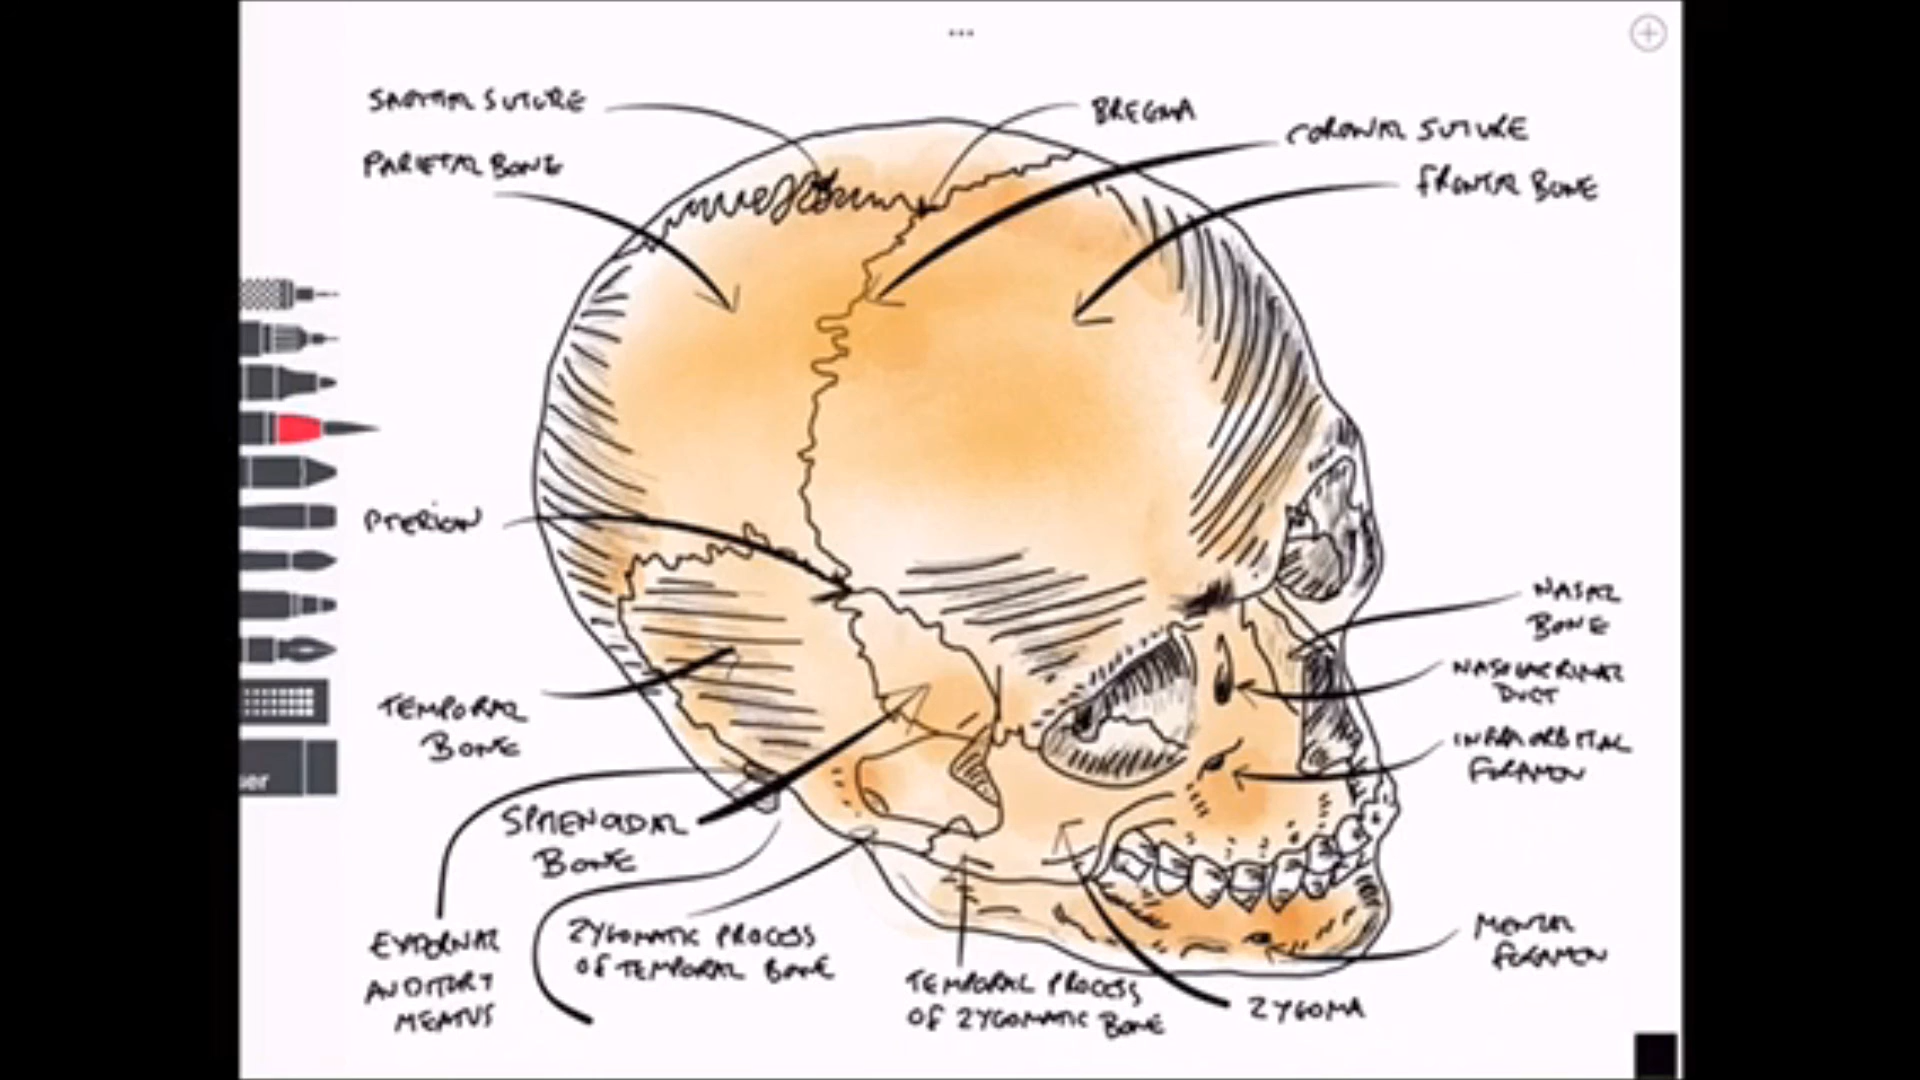 SAGITTAL SUTURE
PARIETAL BONE
BREGMA
CORONAL SUTURE
FRONTAL BONE
PTERION
NASAL
BONE
NASOLACRIMAL
DUCT
INFRAORBITAL
FORAMEN
TEMPORAL
BONE
SPHENOIDAL
BONE
EXTERNAL
AUDITORY
MEATUS
ZYGOMATIC PROCESS
OF TEMPORAL BONE
TEMPORAL PROCESS
OF ZYGOMATIC BONE
ZYGOMA
MENTAL
FORAMEN